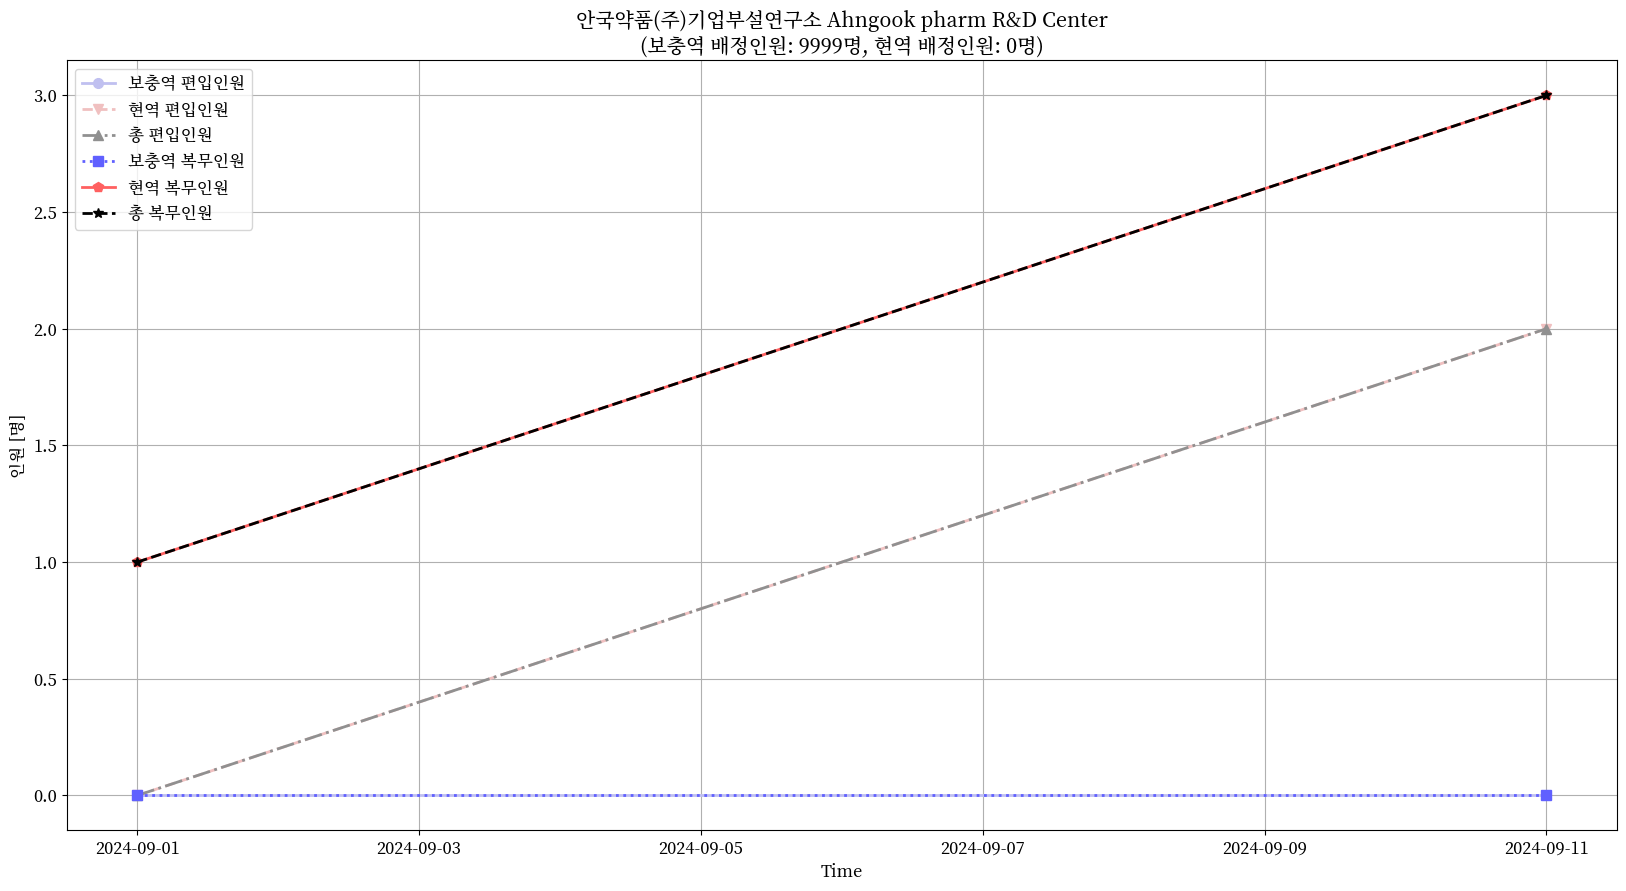 안국약품(주)기업부설연구소 Ahngook pharm R&D Center
(보충역 배정인원: 9999명, 현역 배정인원: 0명)
보충역 편입인원
현역 편입인원
총 편입인원
보충역 복무인원
현역 복무인원
총 복무인원
3.0
2.5
2.0
1.5
1.0
0.5
0.0
인원 [명]
2024-09-01 2024-09-03 2024-09-05 2024-09-07 2024-09-09 2024-09-11
Time